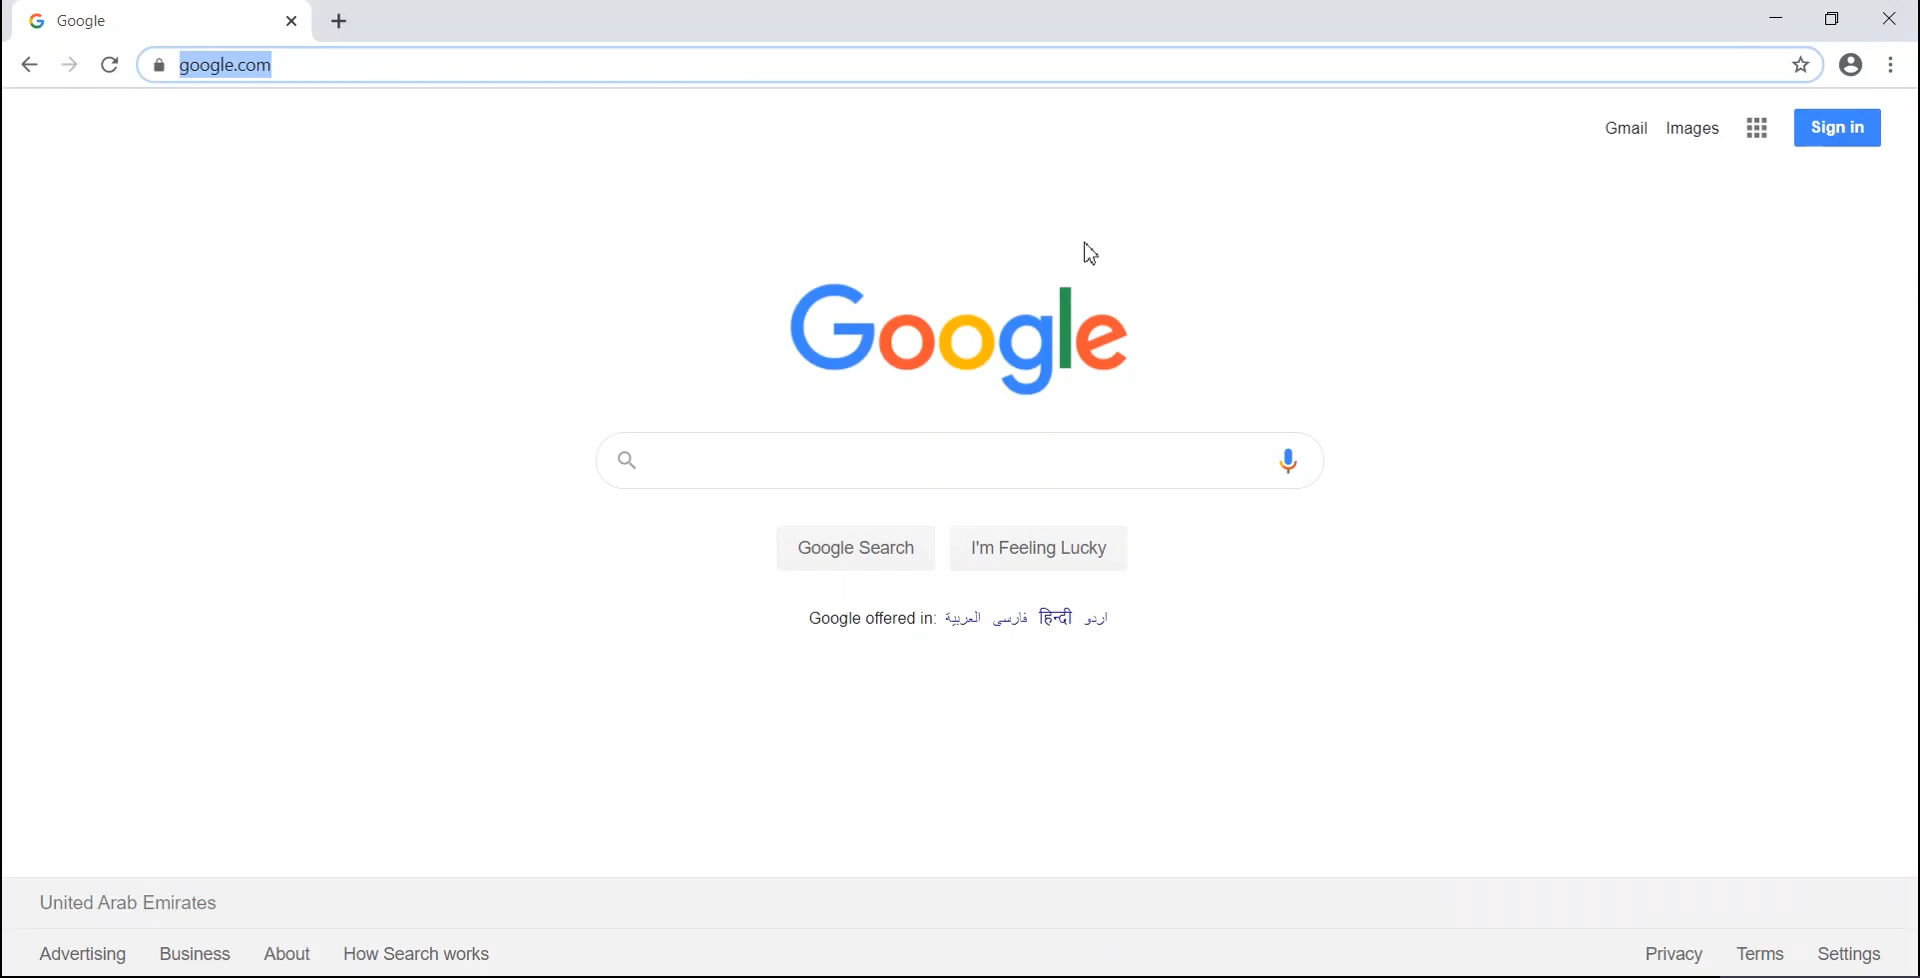 Google
google.com
Gmail Images Sign in
Google
Google Search I'm Feeling Lucky
Google offered in: العربية فارسی हिन्दी اردو
United Arab Emirates
Advertising Business About How Search works Privacy Terms Settings